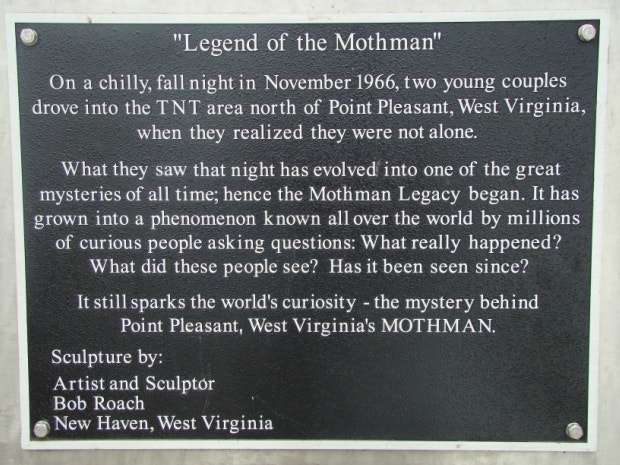 "Legend of the Mothman"
On a chilly, fall night in November 1966, two young couples
drove into the TNT area north of Point Pleasant, West Virginia,
when they realized they were not alone.
What they saw that night has evolved into one of the great
mysteries of all time; hence the Mothman Legacy began. It has
grown into a phenomenon known all over the world by millions
of curious people asking questions: What really happened?
What did these people see? Has it been seen since?
It still sparks the world's curiosity - the mystery behind
Point Pleasant, West Virginia's MOTHMAN.
Sculpture by:
Artist and Sculptor
Bob Roach
New Haven, West Virginia